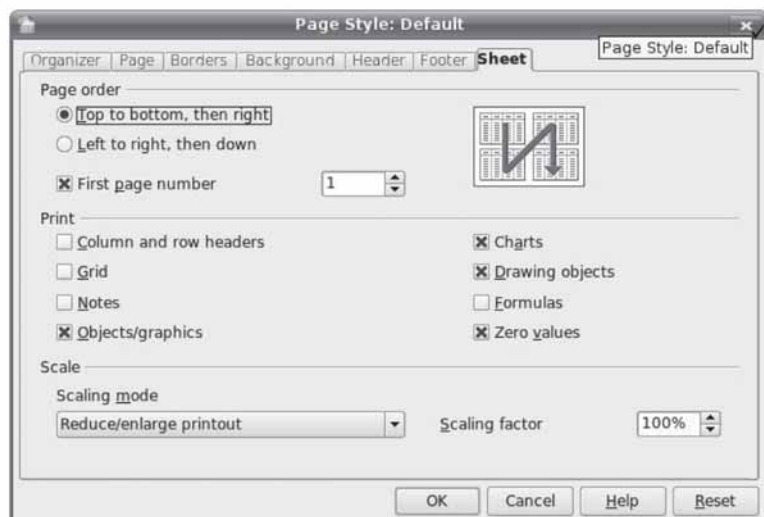 Page Style: Default
Page Style: Default
Organizer Page Borders Background Header Footer Sheet
Page order
Top to bottom, then right
Left to right, then down
First page number 1
Print
Column and row headers Charts
Grid Drawing objects
Notes Formulas
Objects/graphics Zero values
Scale
Scaling mode
Reduce/enlarge printout Scaling factor 100%
OK Cancel Help Reset